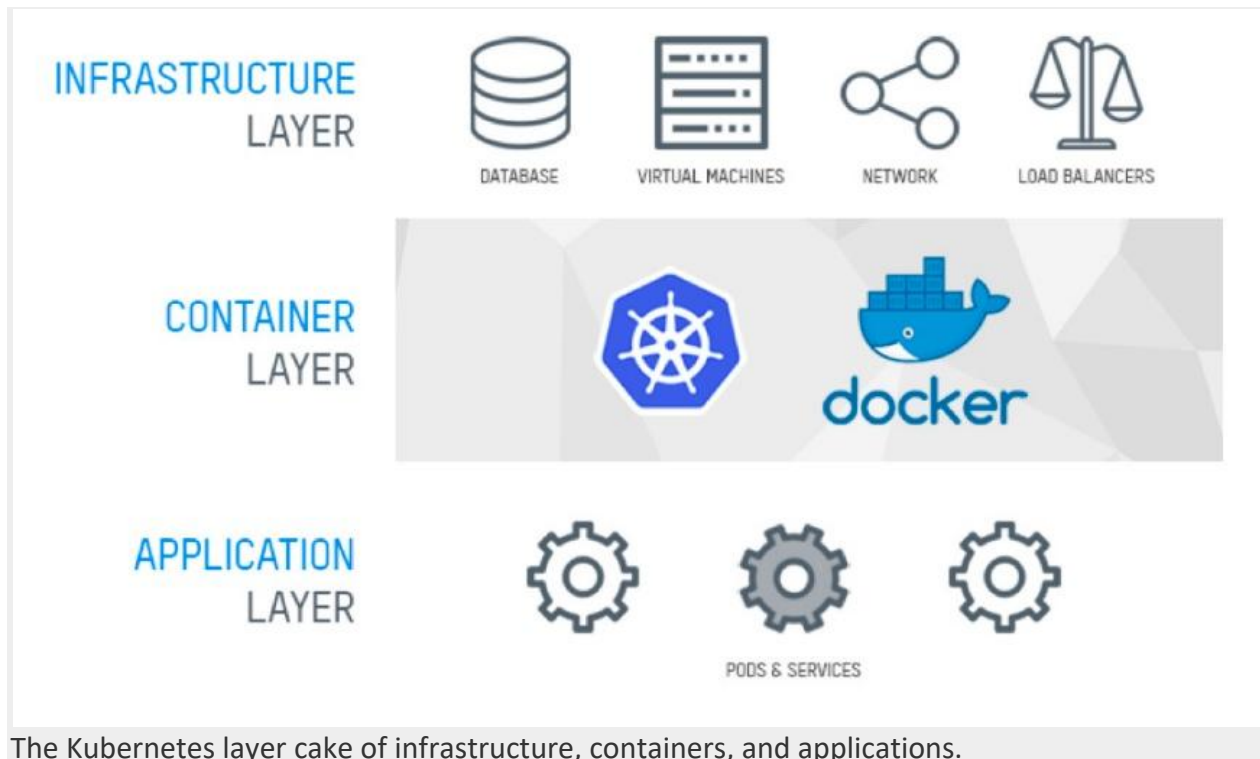 INFRASTRUCTURE
LAYER
DATABASE
VIRTUAL MACHINES
NETWORK
LOAD BALANCERS
CONTAINER
LAYER
docker
APPLICATION
LAYER
PODS & SERVICES
The Kubernetes layer cake of infrastructure, containers, and applications.